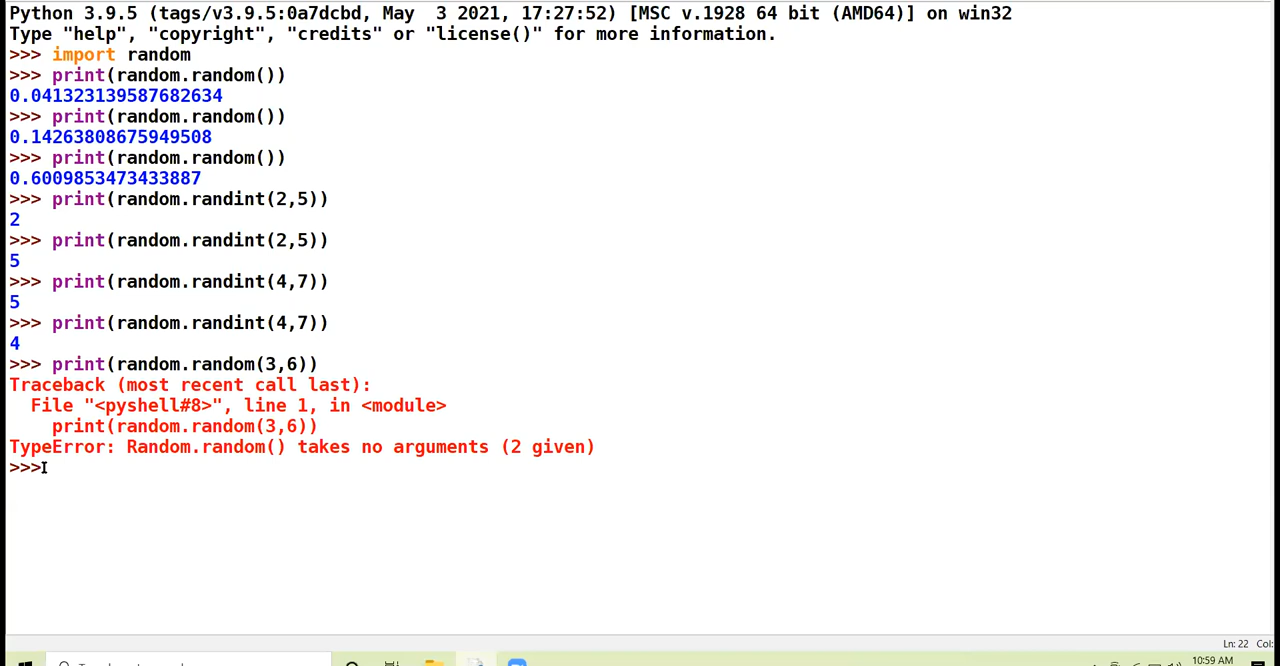 Python 3.9.5 (tags/v3.9.5:0a7dcbd, May  3 2021, 17:27:52) [MSC v.1928 64 bit (AMD64)] on win32
Type "help", "copyright", "credits" or "license()" for more information.
>>> import random
>>> print(random.random())
0.041323139587682634
>>> print(random.random())
0.14263808675949508
>>> print(random.random())
0.6009853473433887
>>> print(random.randint(2,5))
2
>>> print(random.randint(2,5))
5
>>> print(random.randint(4,7))
5
>>> print(random.randint(4,7))
4
>>> print(random.random(3,6))
Traceback (most recent call last):
  File "<pyshell#8>", line 1, in <module>
    print(random.random(3,6))
TypeError: Random.random() takes no arguments (2 given)
>>>
Ln: 22 Col:
10:59 AM